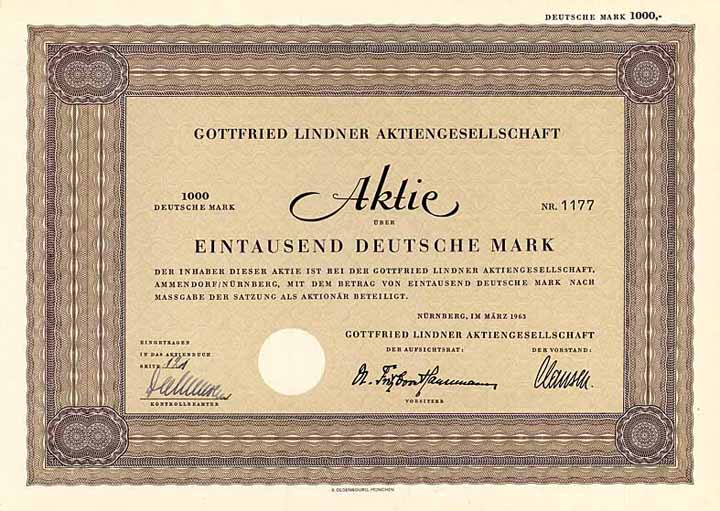 DEUTSCHE MARK 1000,-
GOTTFRIED LINDNER AKTIENGESELLSCHAFT
1000
DEUTSCHE MARK
Aktie
NR. 1177
ÜBER
EINTAUSEND DEUTSCHE MARK
DER INHABER DIESER AKTIE IST BEI DER GOTTFRIED LINDNER AKTIENGESELLSCHAFT,
AMMENDORF/NÜRNBERG, MIT DEM BETRAG VON EINTAUSEND DEUTSCHE MARK NACH
MASSGABE DER SATZUNG ALS AKTIONÄR BETEILIGT.
NÜRNBERG, IM MÄRZ 1963
GOTTFRIED LINDNER AKTIENGESELLSCHAFT
EINGETRAGEN
IN DAS AKTIENBUCH
SEITE
KONTROLLBEAMTER
DER AUFSICHTSRAT:
VORSITZER
DER VORSTAND:
Clausen
R. OLDENBOURG, MÜNCHEN